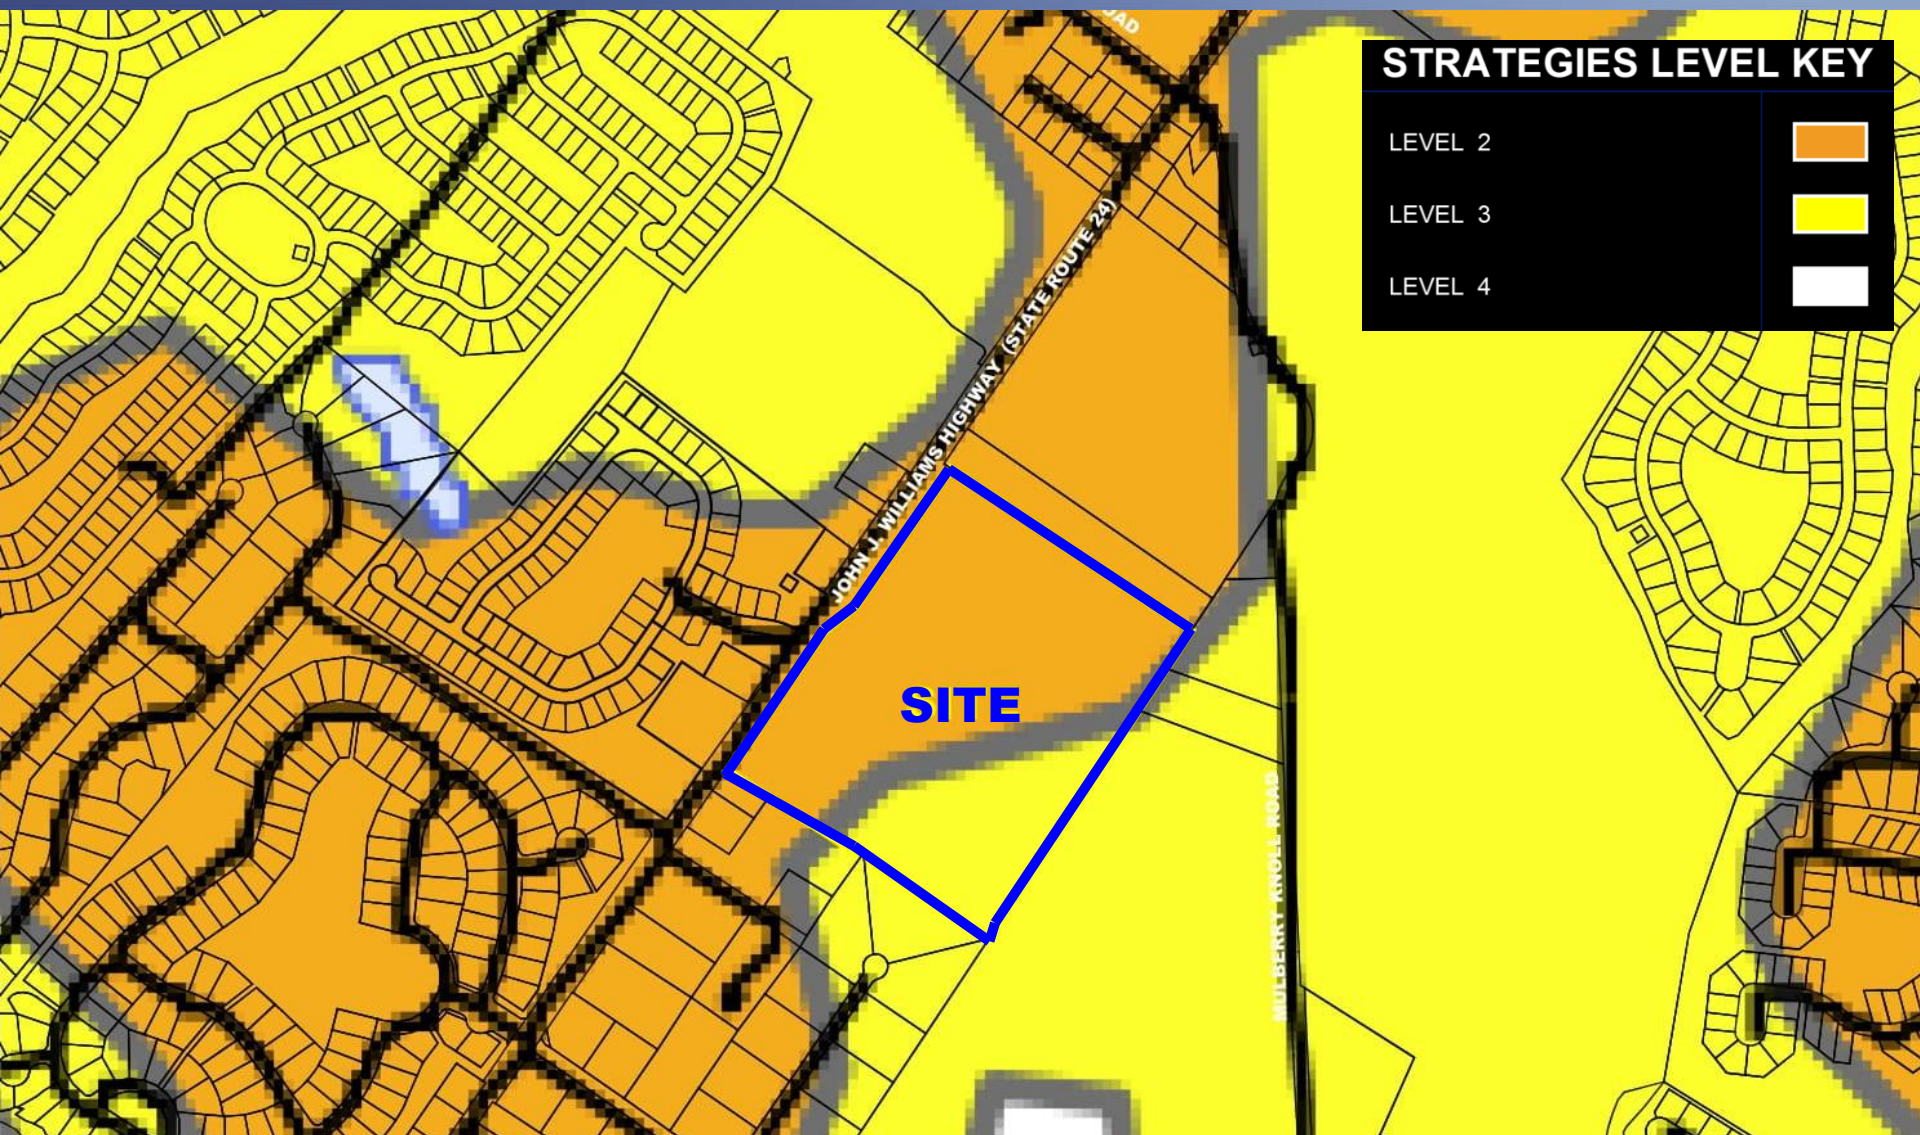 OAD
STRATEGIES LEVEL KEY
LEVEL 2
LEVEL 3
LEVEL 4
JOHN J. WILLIAMS HIGHWAY (STATE ROUTE 24)
SITE
MULBERRY KNOLL ROAD